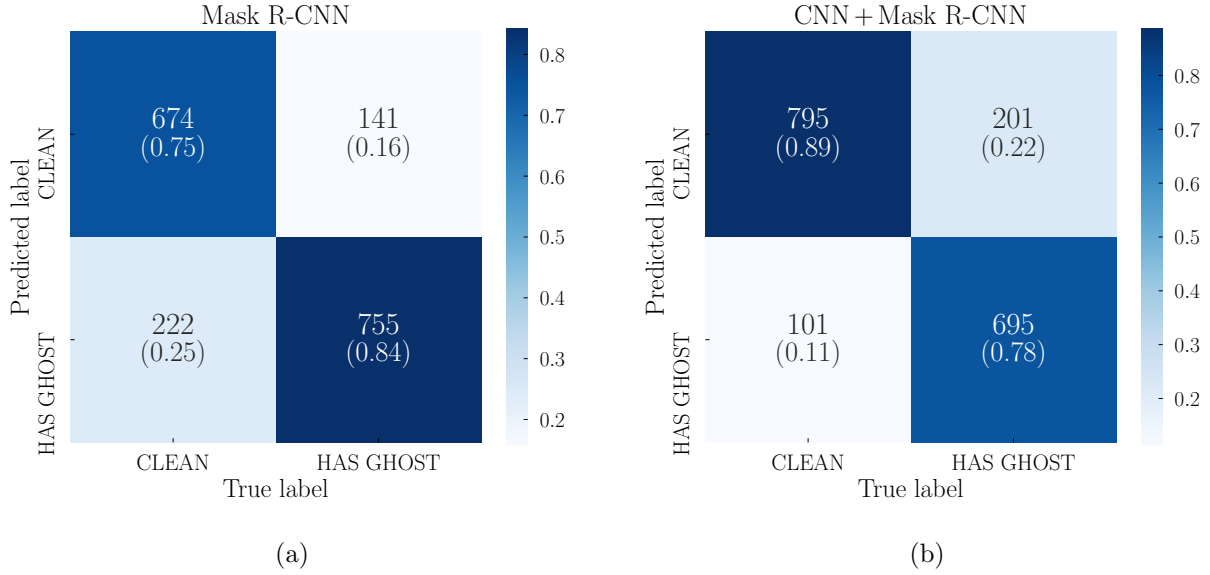 Mask R-CNN
CLEAN
HAS GHOST
Predicted label
674
(0.75)
141
(0.16)
222
(0.25)
755
(0.84)
CLEAN
HAS GHOST
True label
0.8
0.7
0.6
0.5
0.4
0.3
0.2
(a)
CNN + Mask R-CNN
CLEAN
HAS GHOST
Predicted label
795
(0.89)
201
(0.22)
101
(0.11)
695
(0.78)
CLEAN
HAS GHOST
True label
0.8
0.7
0.6
0.5
0.4
0.3
0.2
(b)